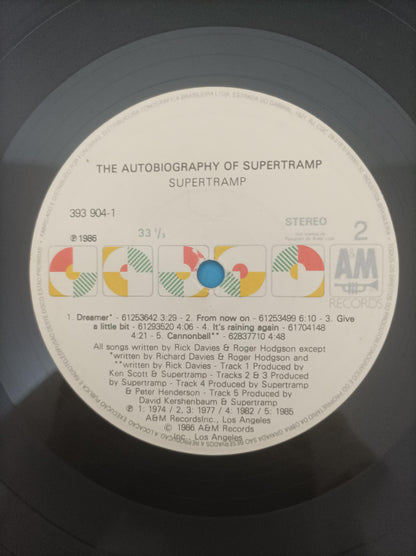 THE AUTOBIOGRAPHY OF SUPERTRAMP
SUPERTRAMP
393 904-1
℗ 1986
33 1/3
STEREO
2
A&M
RECORDS
1. Dreamer* - 61253642 3:29 - 2. From now on - 61253499 6:10 - 3. Give
a little bit - 61293520 4:06 - 4. It's raining again - 61704148
4:21 - 5. Cannonball** - 62837710 4:48
All songs written by Rick Davies & Roger Hodgson except
*written by Richard Davies & Roger Hodgson and
**written by Rick Davies - Track 1 Produced by
Ken Scott & Supertramp - Tracks 2 & 3 Produced by
Supertramp - Track 4 Produced by Supertramp
& Peter Henderson - Track 5 Produced by
David Kershenbaum & Supertramp
℗ 1: 1974 / 2, 3: 1977 / 4: 1982 / 5: 1985
A&M RecordsInc., Los Angeles
© 1986 A&M Records
Inc., Los Angeles